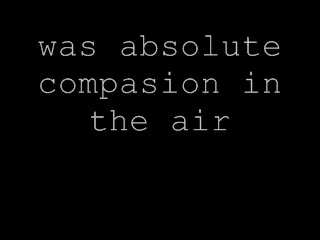 was absolute
compasion in
the air